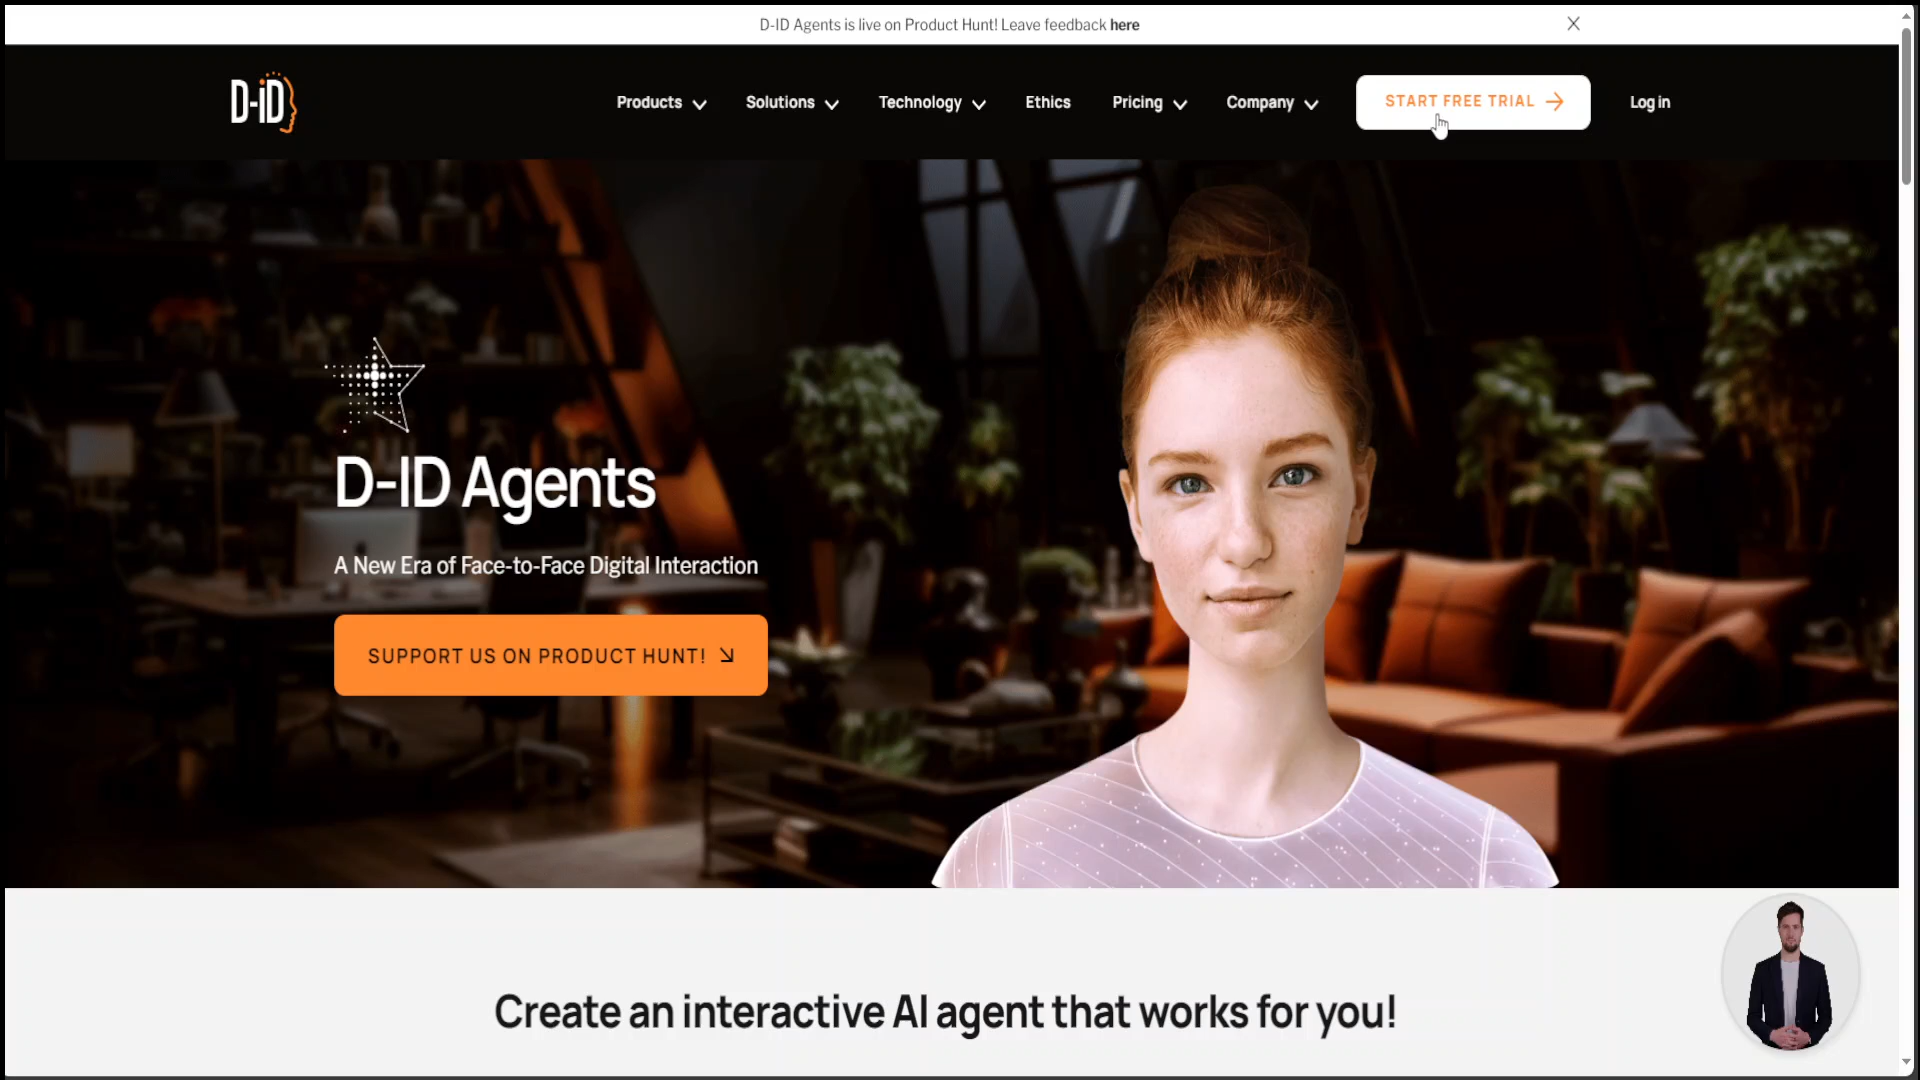 D-ID Agents is live on Product Hunt! Leave feedback here
D-iD
Products
Solutions
Technology
Ethics
Pricing
Company
START FREE TRIAL
Log in
D-ID Agents
A New Era of Face-to-Face Digital Interaction
SUPPORT US ON PRODUCT HUNT!
Create an interactive AI agent that works for you!